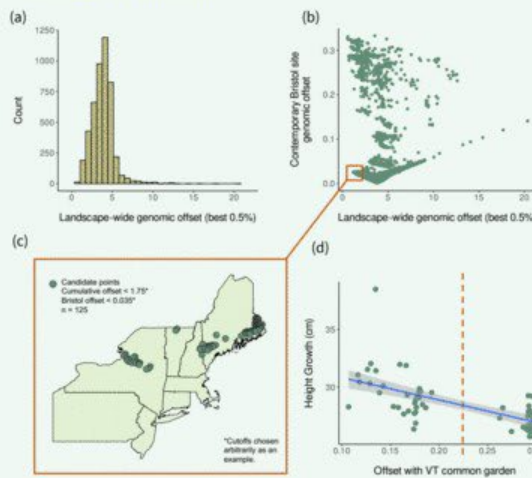 (a)
1250
1000
750
500
250
0
Count
0
5
10
15
20
Landscape-wide genomic offset (best 0.5%)
(b)
0.3
0.2
0.1
0.0
Contemporary Bristol site
genomic offset
0
5
10
15
20
Landscape-wide genomic offset (best 0.5%
(c)
Candidate points
Cumulative offset < 1.75*
Bristol offset < 0.035*
n = 125
*Cutoffs chosen
arbitrarily as an
example.
(d)
35
30
Height Growth (cm)
0.10
0.15
0.20
0.25
0.30
Offset with VT common garden